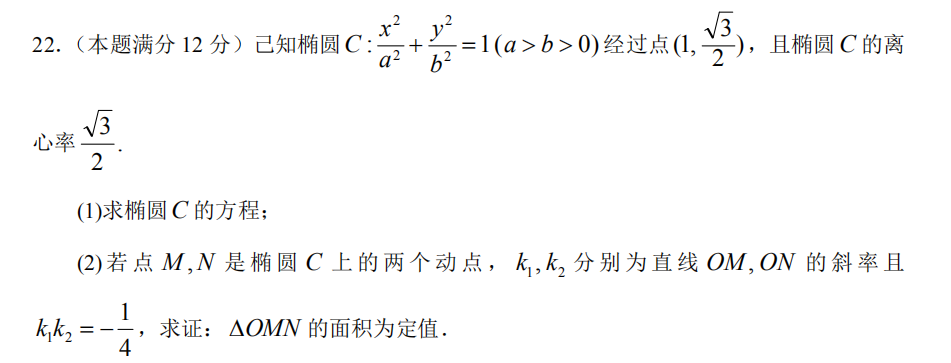 22.（本题满分 12 分）已知椭圆 $C:\frac{x^2}{a^2}+\frac{y^2}{b^2}=1(a>b>0)$ 经过点 $(1,\frac{\sqrt{3}}{2})$，且椭圆 $C$ 的离
心率 $\frac{\sqrt{3}}{2}$.
(1)求椭圆 $C$ 的方程;
(2)若点 $M,N$ 是椭圆 $C$ 上的两个动点，$k_1,k_2$ 分别为直线 $OM,ON$ 的斜率且
$k_1k_2=-\frac{1}{4}$，求证：$\Delta OMN$ 的面积为定值.